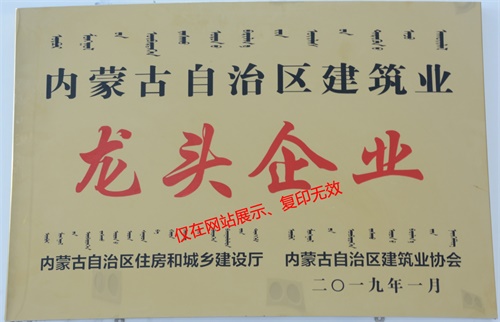 内蒙古自治区建筑业
龙头企业
仅在网站展示、复印无效
内蒙古自治区住房和城乡建设厅 内蒙古自治区建筑业协会
二〇一九年一月